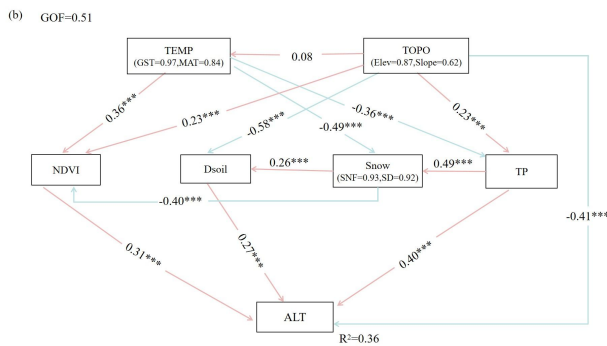 (b) GOF=0.51
TEMP
(GST=0.97,MAT=0.84)
0.08
TOPO
(Elev=0.87,Slope=0.62)
0.36***
0.23***
-0.58***
-0.49***
-0.36***
0.23***
NDVI
Dsoil
0.26***
Snow
(SNF=0.93,SD=0.92)
0.49***
TP
-0.40***
-0.41***
0.31***
0.27***
0.40***
ALT
R²=0.36